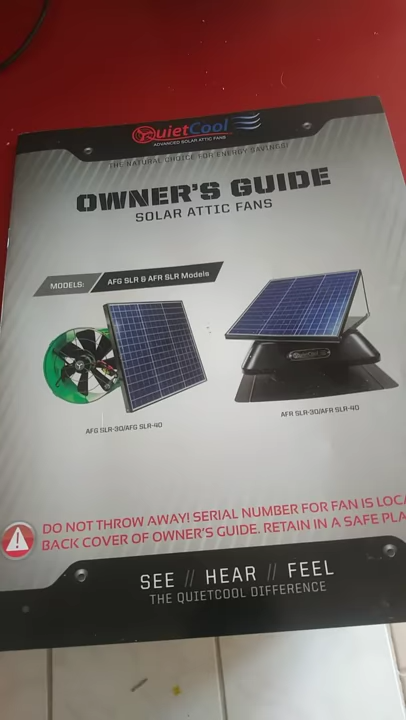 QuietCool
ADVANCED SOLAR ATTIC FANS
THE NATURAL CHOICE FOR ENERGY SAVINGS!
OWNER'S GUIDE
SOLAR ATTIC FANS
MODELS: AFG SLR & AFR SLR Models
AFG SLR-30/AFG SLR-40
AFR SLR-30/AFR SLR-40
DO NOT THROW AWAY! SERIAL NUMBER FOR FAN IS LOCA
BACK COVER OF OWNER'S GUIDE. RETAIN IN A SAFE PLA
SEE // HEAR // FEEL
THE QUIETCOOL DIFFERENCE